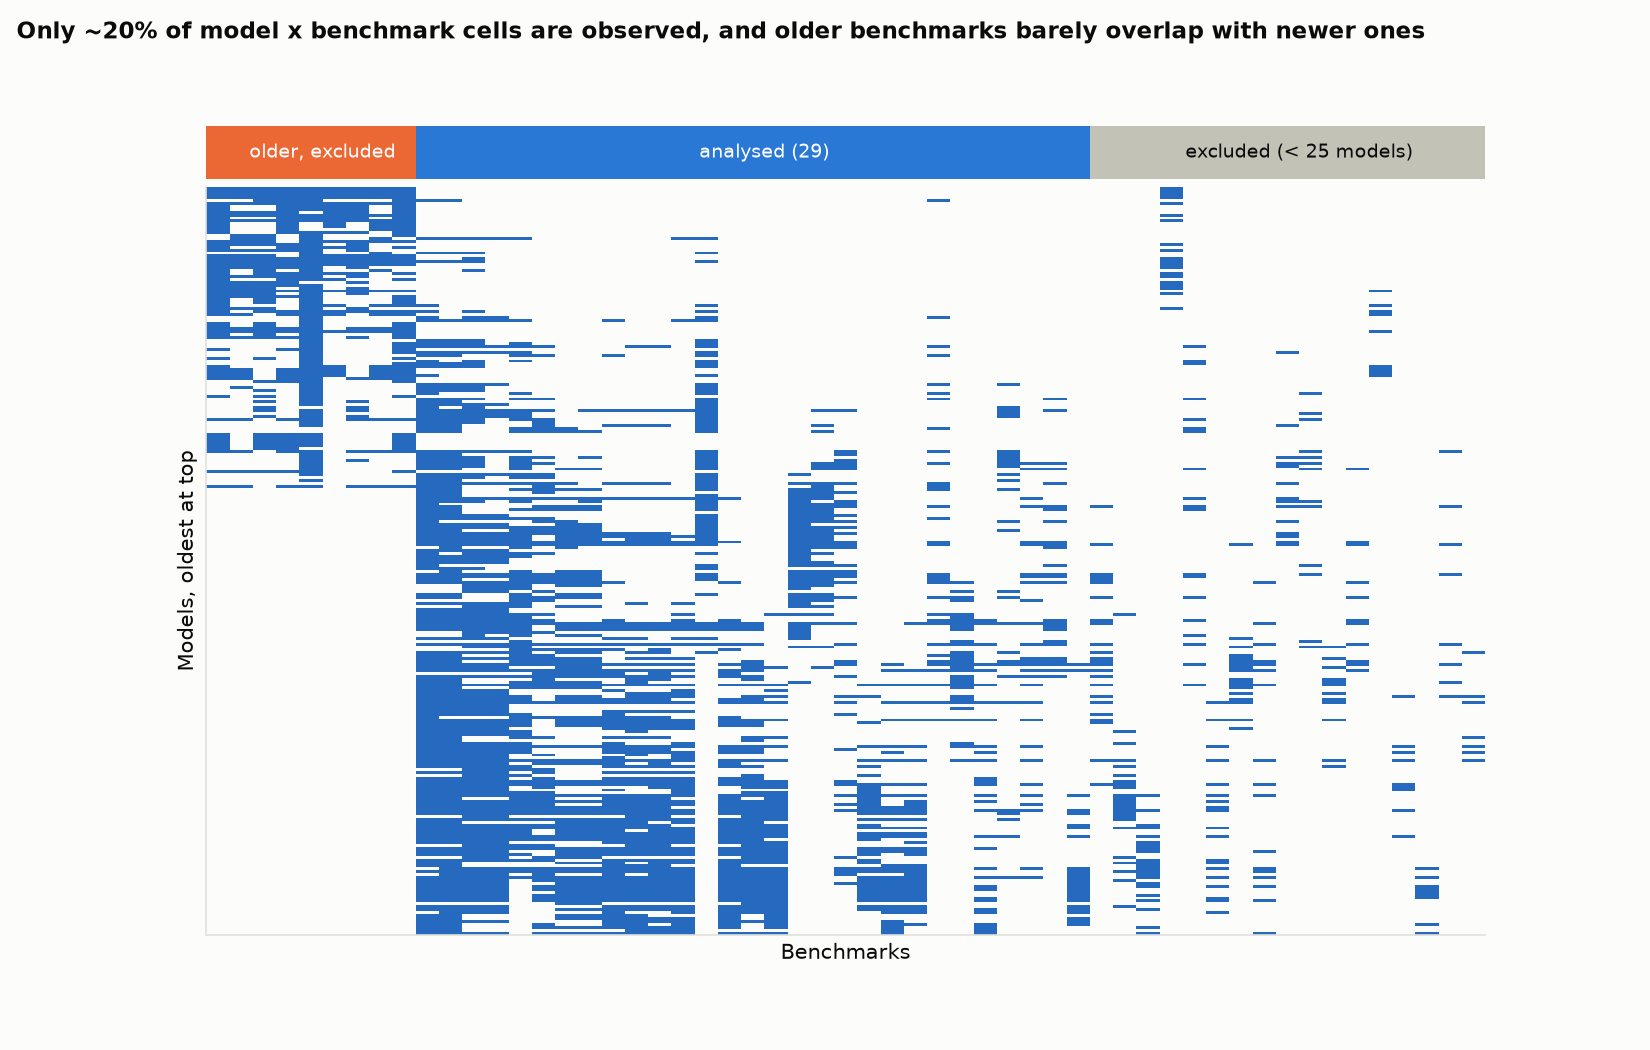 Only ~20% of model x benchmark cells are observed, and older benchmarks barely overlap with newer ones
older, excluded
analysed (29)
excluded (< 25 models)
Models, oldest at top
Benchmarks